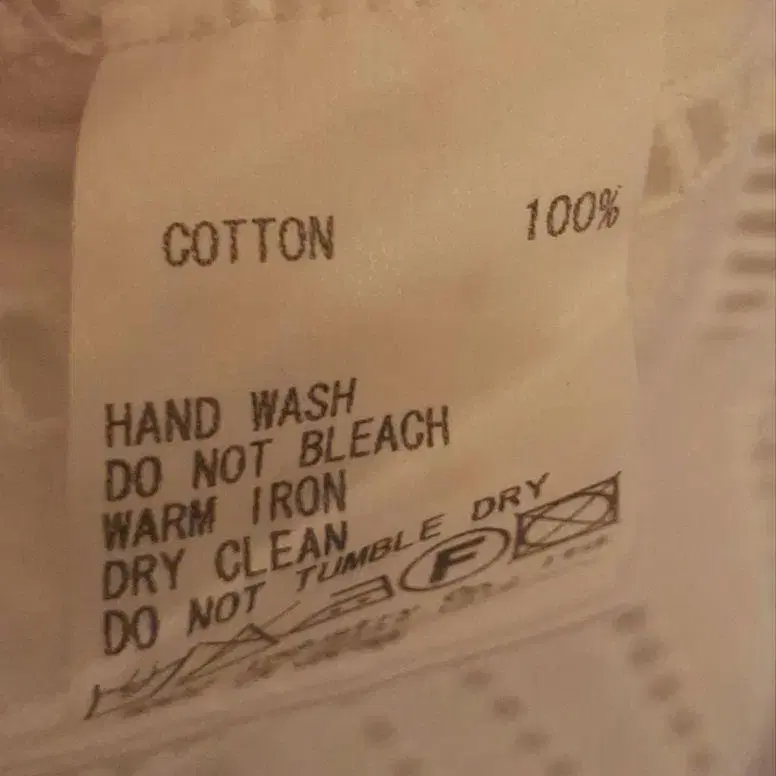 COTTON 100%
HAND WASH
DO NOT BLEACH
WARM IRON
DRY CLEAN
DO NOT TUMBLE DRY
F